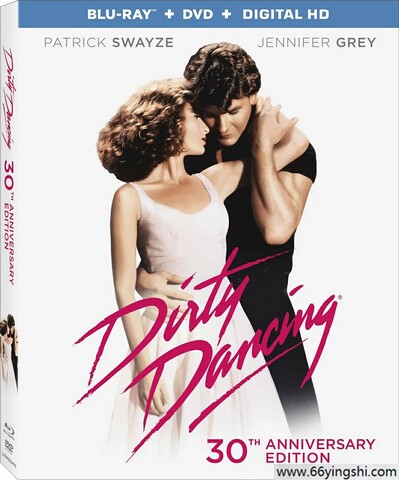 BLU-RAY™ + DVD + DIGITAL HD
PATRICK SWAYZE JENNIFER GREY
Dirty Dancing
30TH ANNIVERSARY EDITION
Dirty
Dancing®
30TH ANNIVERSARY
EDITION
www.66yingshi.com